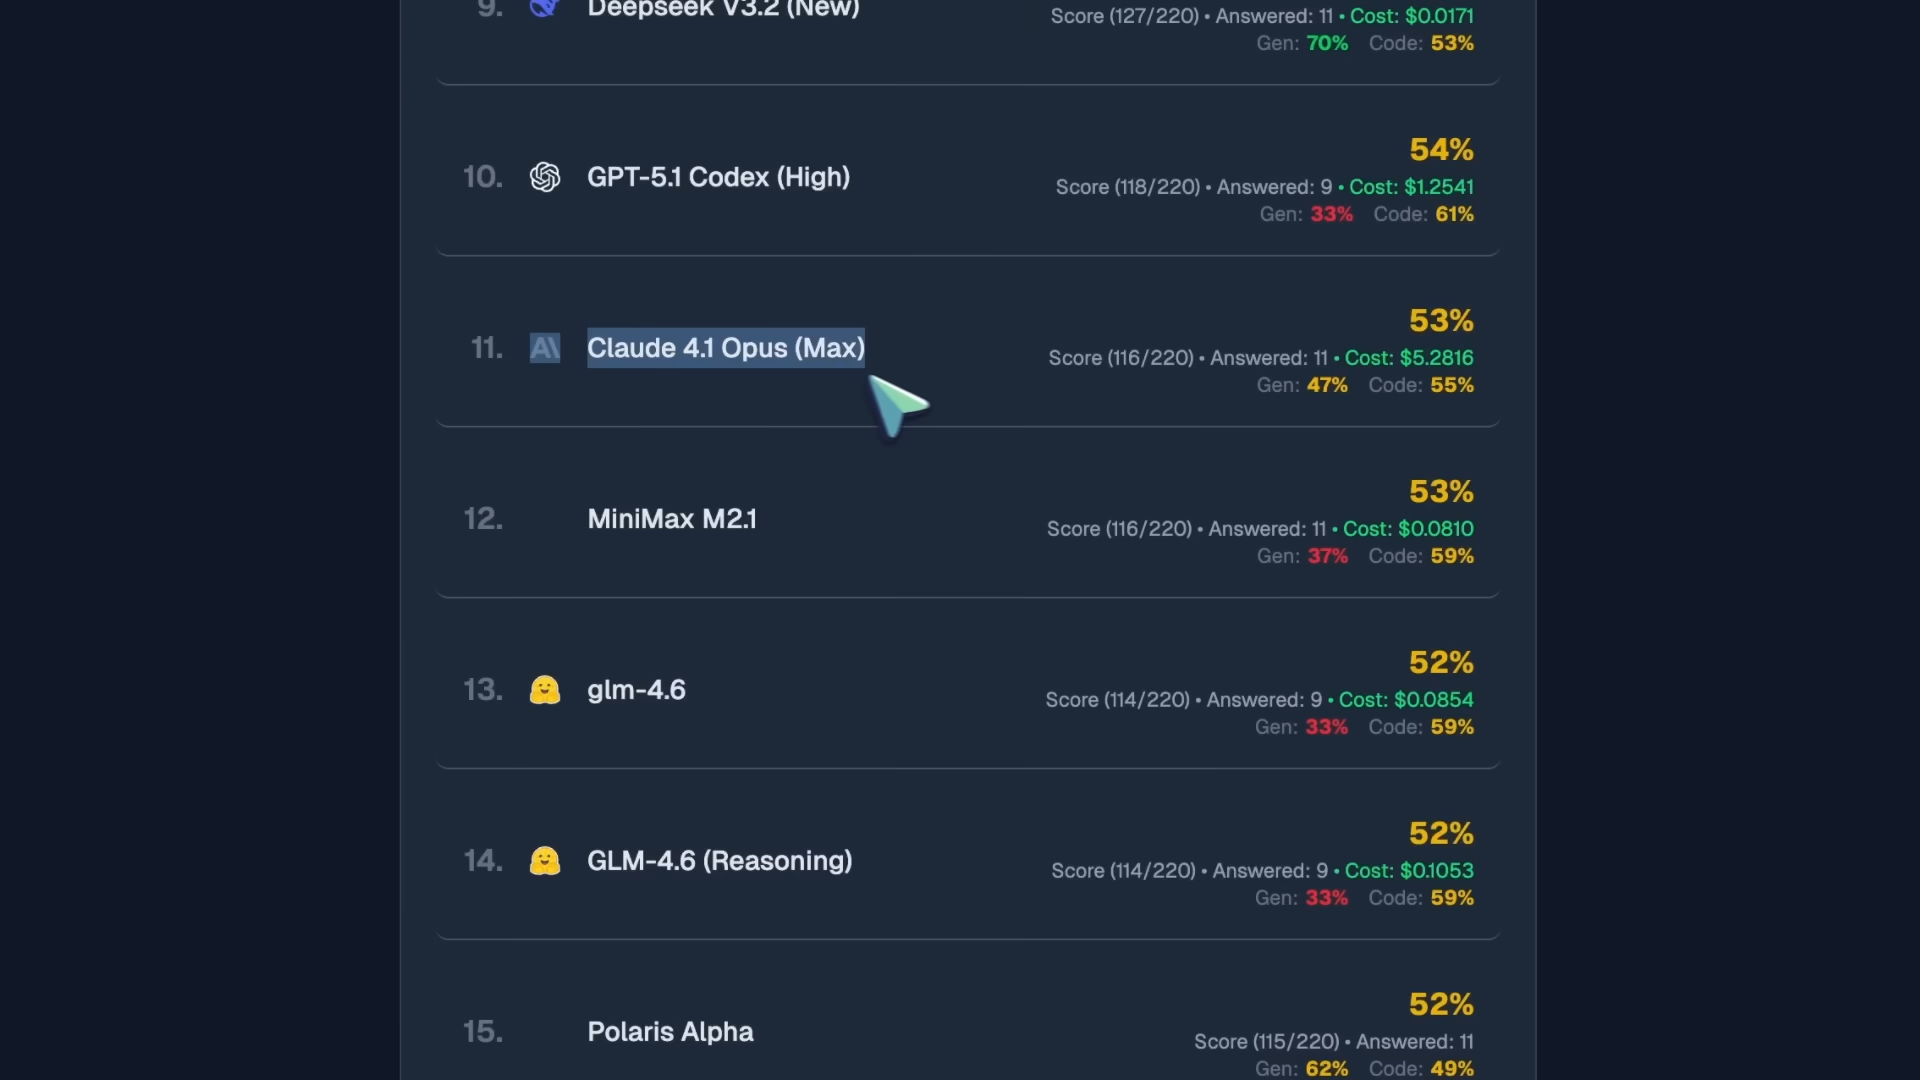 9. Deepseek V3.2 (New)
Score (127/220) • Answered: 11 • Cost: $0.0171
Gen: 70% Code: 53%
54%
10. GPT-5.1 Codex (High)
Score (118/220) • Answered: 9 • Cost: $1.2541
Gen: 33% Code: 61%
53%
11. Claude 4.1 Opus (Max)
Score (116/220) • Answered: 11 • Cost: $5.2816
Gen: 47% Code: 55%
53%
12. MiniMax M2.1
Score (116/220) • Answered: 11 • Cost: $0.0810
Gen: 37% Code: 59%
52%
13. glm-4.6
Score (114/220) • Answered: 9 • Cost: $0.0854
Gen: 33% Code: 59%
52%
14. GLM-4.6 (Reasoning)
Score (114/220) • Answered: 9 • Cost: $0.1053
Gen: 33% Code: 59%
52%
15. Polaris Alpha
Score (115/220) • Answered: 11
Gen: 62% Code: 49%